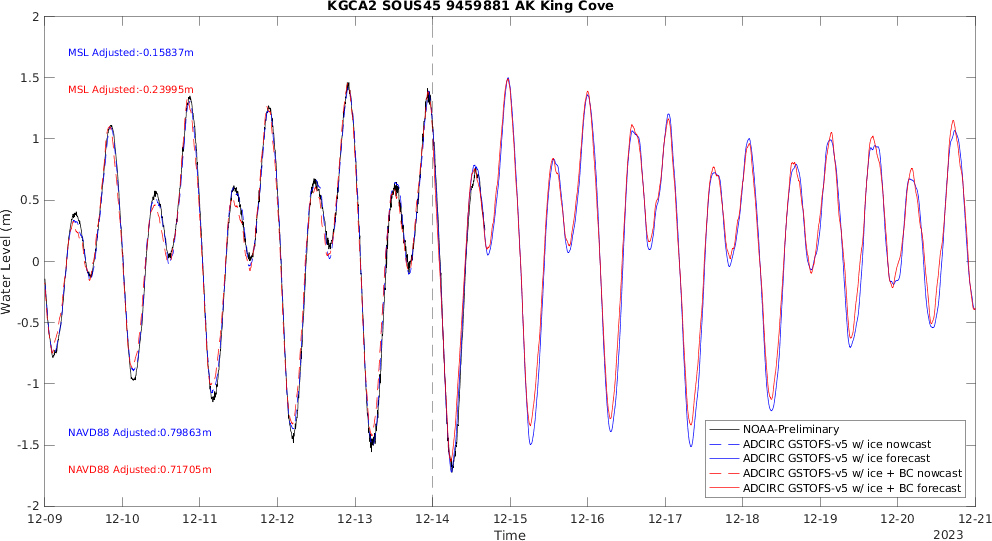 KGCA2 SOUS45 9459881 AK King Cove
2
1.5
1
0.5
0
-0.5
-1
-1.5
-2
Water Level (m)
MSL Adjusted:-0.15837m
MSL Adjusted:-0.23995m
NAVD88 Adjusted:0.79863m
NAVD88 Adjusted:0.71705m
NOAA-Preliminary
ADCIRC GSTOFS-v5 w/ ice nowcast
ADCIRC GSTOFS-v5 w/ ice forecast
ADCIRC GSTOFS-v5 w/ ice + BC nowcast
ADCIRC GSTOFS-v5 w/ ice + BC forecast
12-09 12-10 12-11 12-12 12-13 12-14 12-15 12-16 12-17 12-18 12-19 12-20 12-21
Time
2023